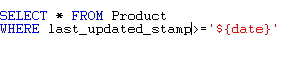 SELECT * FROM Product
WHERE last_updated_stamp>='${date}'